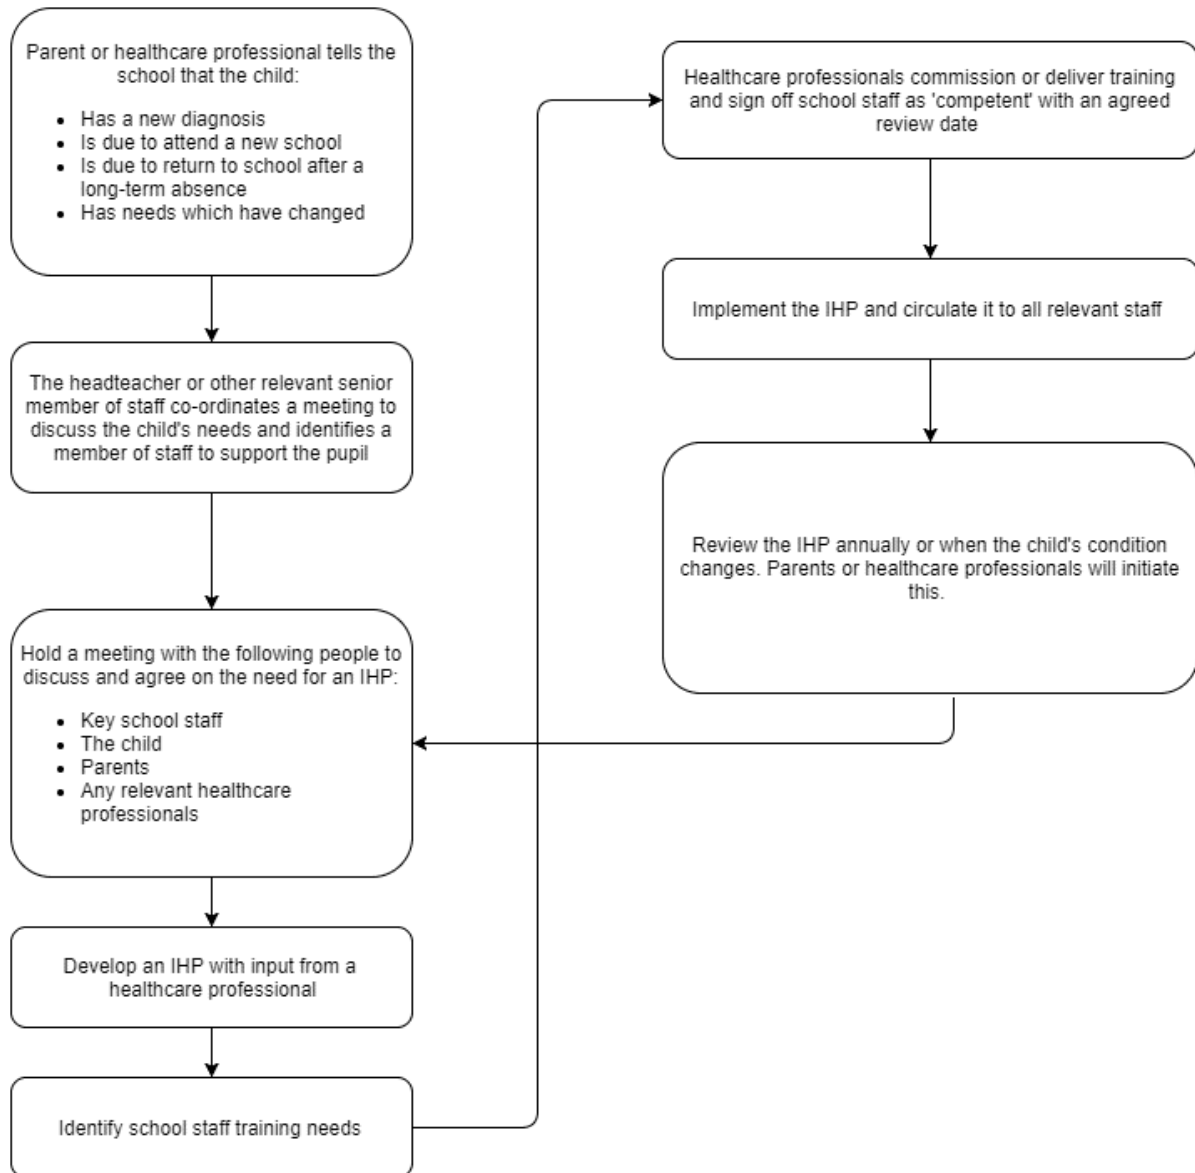 Parent or healthcare professional tells the
school that the child:
• Has a new diagnosis
• Is due to attend a new school
• Is due to return to school after a
long-term absence
• Has needs which have changed
The headteacher or other relevant senior
member of staff co-ordinates a meeting to
discuss the child's needs and identifies a
member of staff to support the pupil
Hold a meeting with the following people to
discuss and agree on the need for an IHP:
• Key school staff
• The child
• Parents
• Any relevant healthcare
professionals
Develop an IHP with input from a
healthcare professional
Identify school staff training needs
Healthcare professionals commission or deliver training
and sign off school staff as 'competent' with an agreed
review date
Implement the IHP and circulate it to all relevant staff
Review the IHP annually or when the child's condition
changes. Parents or healthcare professionals will initiate
this.